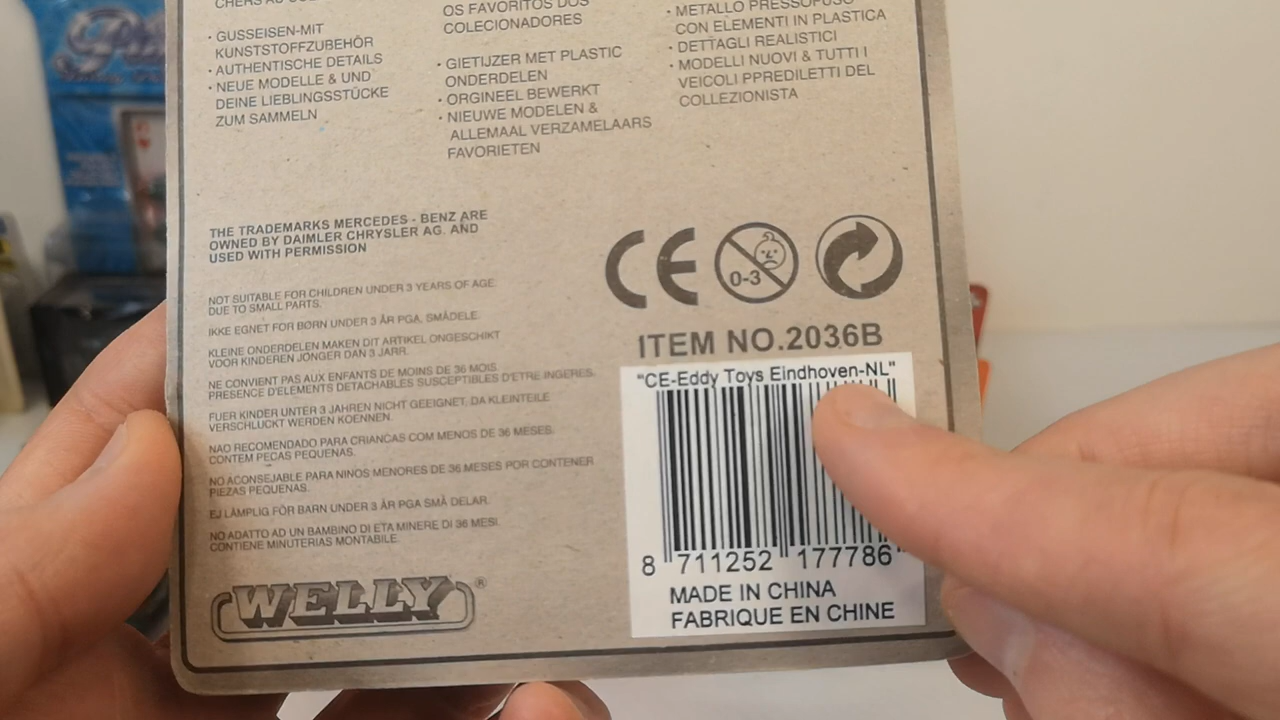 OS FAVORITOS DOS
COLECIONADORES
• METALLO PRESSOFUSO
CON ELEMENTI IN PLASTICA
• DETTAGLI REALISTICI
• MODELLI NUOVI & TUTTI I
VEICOLI PPREDILETTI DEL
COLLEZIONISTA
• GUSSEISEN-MIT
KUNSTSTOFFZUBEHÖR
• AUTHENTISCHE DETAILS
• NEUE MODELLE & UND
DEINE LIEBLINGSSTÜCKE
ZUM SAMMELN
• GIETIJZER MET PLASTIC
ONDERDELEN
• ORGINEEL BEWERKT
• NIEUWE MODELEN &
ALLEMAAL VERZAMELAARS
FAVORIETEN
THE TRADEMARKS MERCEDES - BENZ ARE
OWNED BY DAIMLER CHRYSLER AG. AND
USED WITH PERMISSION
NOT SUITABLE FOR CHILDREN UNDER 3 YEARS OF AGE.
DUE TO SMALL PARTS.
IKKE EGNET FOR BØRN UNDER 3 ÅR PGA. SMÅDELE.
KLEINE ONDERDELEN MAKEN DIT ARTIKEL ONGESCHIKT
VOOR KINDEREN JONGER DAN 3 JARR.
NE CONVIENT PAS AUX ENFANTS DE MOINS DE 36 MOIS.
PRESENCE D'ELEMENTS DETACHABLES SUSCEPTIBLES D'ETRE INGERES.
FUER KINDER UNTER 3 JAHREN NICHT GEEIGNET, DA KLEINTEILE
VERSCHLUCKT WERDEN KOENNEN.
NAO RECOMENDADO PARA CRIANCAS COM MENOS DE 36 MESES.
CONTEM PECAS PEQUENAS.
NO ACONSEJABLE PARA NINOS MENORES DE 36 MESES POR CONTENER
PIEZAS PEQUENAS.
EJ LÄMPLIG FÖR BARN UNDER 3 ÅR PGA SMÅ DELAR.
NO ADATTO AD UN BAMBINO DI ETA MINERE DI 36 MESI.
CONTIENE MINUTERIAS MONTABILE.
WELLY®
CE
0-3
ITEM NO.2036B
"CE-Eddy Toys Eindhoven-NL"
8 711252 177786
MADE IN CHINA
FABRIQUE EN CHINE